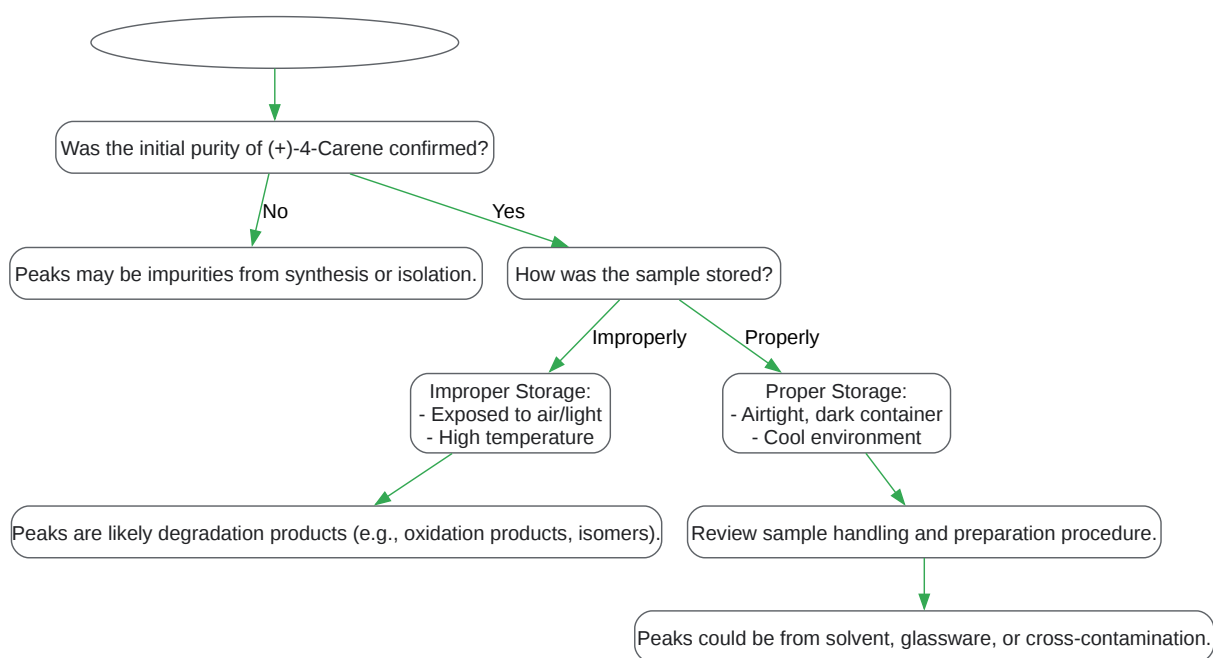 Was the initial purity of (+)-4-Carene confirmed?
No
Yes
Peaks may be impurities from synthesis or isolation.
How was the sample stored?
Improperly
Properly
Improper Storage:
- Exposed to air/light
- High temperature
Proper Storage:
- Airtight, dark container
- Cool environment
Peaks are likely degradation products (e.g., oxidation products, isomers).
Review sample handling and preparation procedure.
Peaks could be from solvent, glassware, or cross-contamination.